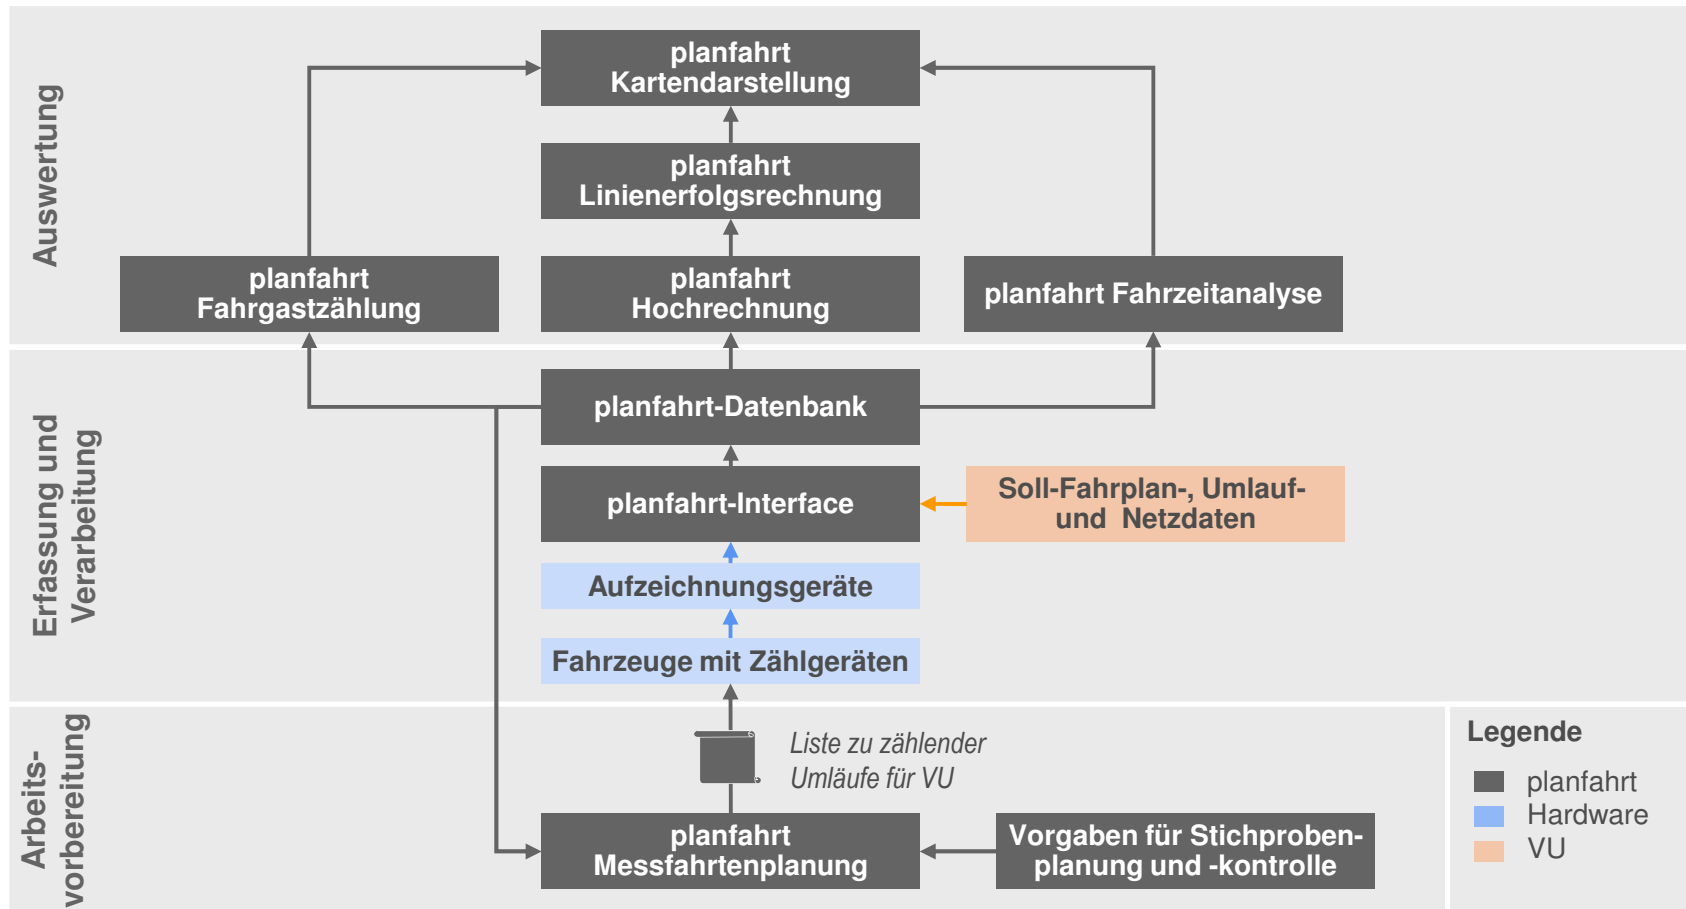 Auswertung
planfahrt
Kartendarstellung
planfahrt
Linienerfolgsrechnung
planfahrt
Fahrgastzählung
planfahrt
Hochrechnung
planfahrt Fahrzeitanalyse
Erfassung und
Verarbeitung
planfahrt-Datenbank
planfahrt-Interface
Soll-Fahrplan-, Umlauf-
und Netzdaten
Aufzeichnungsgeräte
Fahrzeuge mit Zählgeräten
Arbeits-
vorbereitung
Liste zu zählender
Umläufe für VU
planfahrt
Messfahrtenplanung
Vorgaben für Stichproben-
planung und -kontrolle
Legende
planfahrt
Hardware
VU